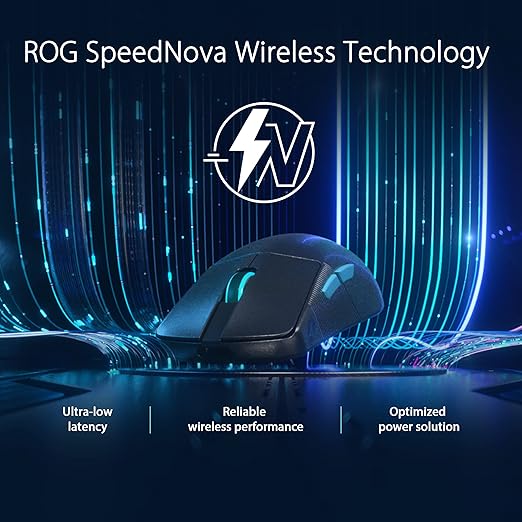 ROG SpeedNova Wireless Technology
Ultra-low
latency
Reliable
wireless performance
Optimized
power solution